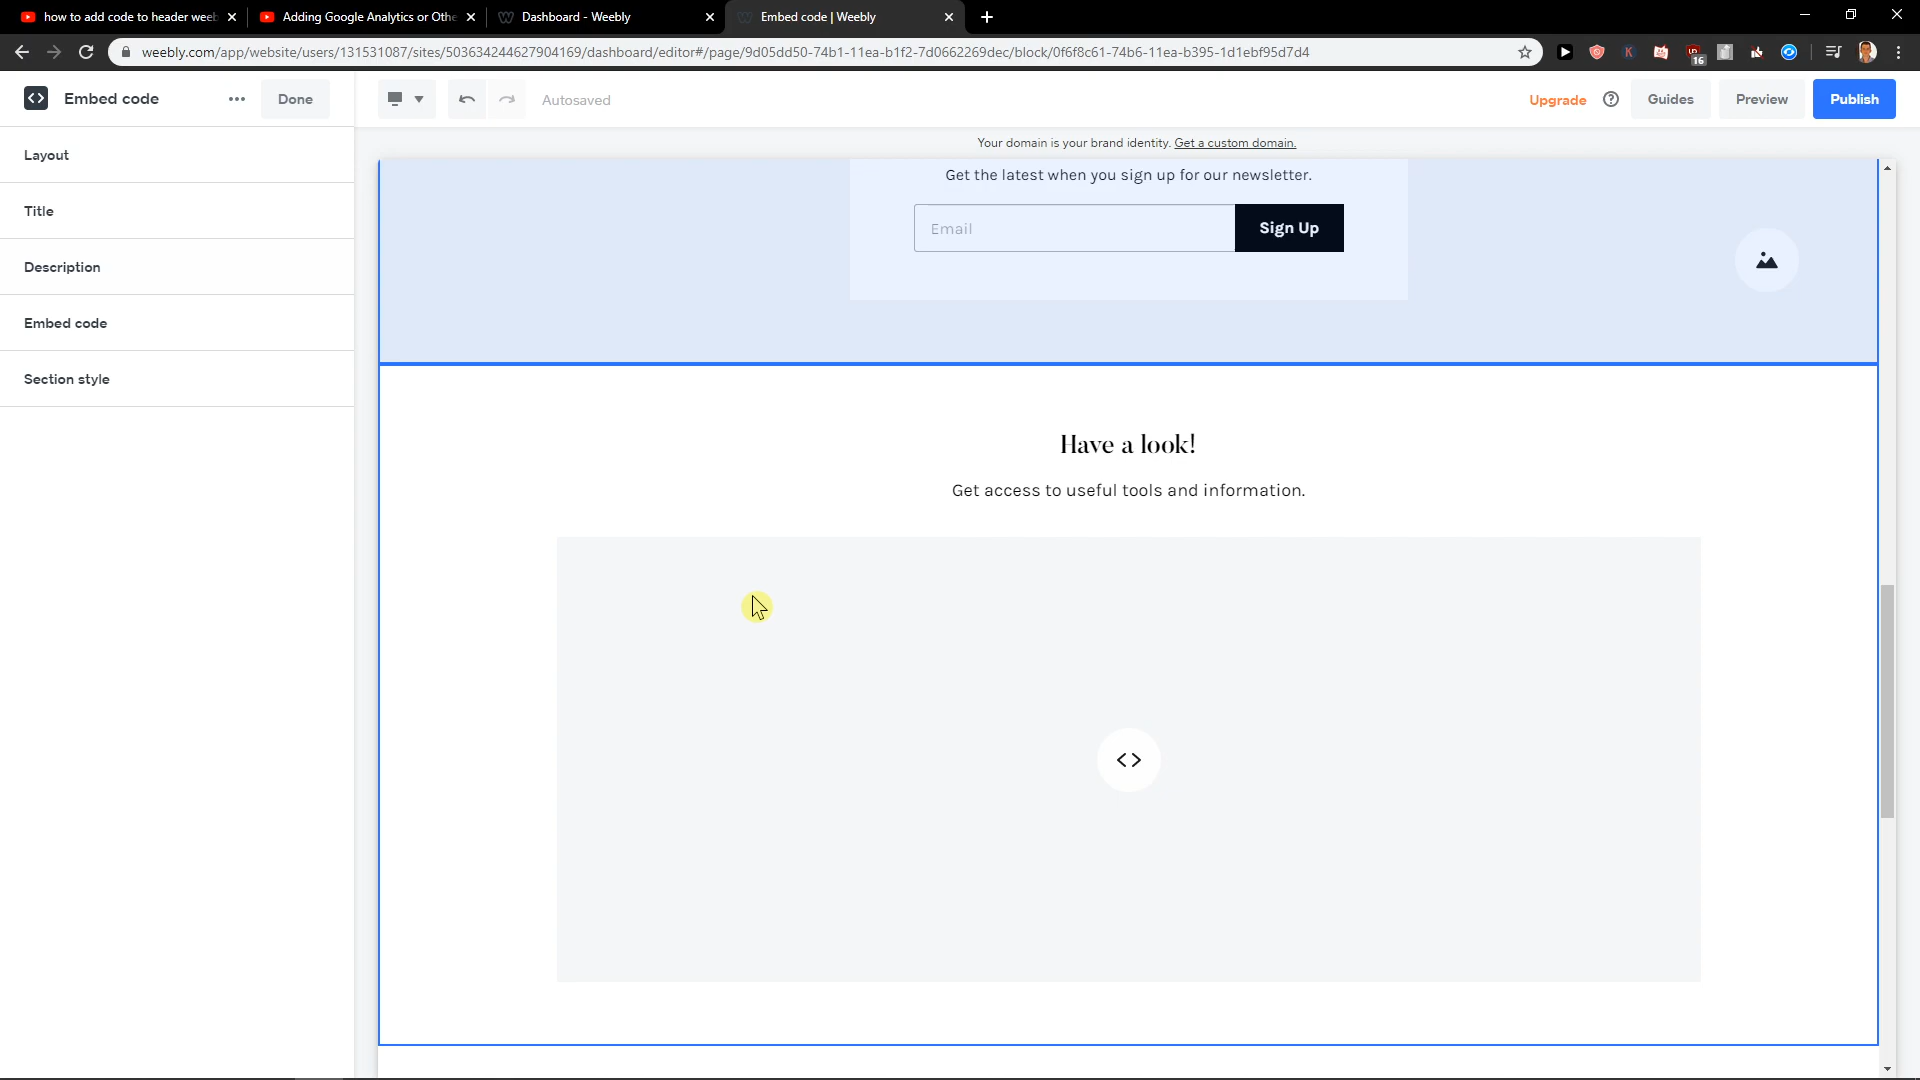 how to add code to header weeb
Adding Google Analytics or Othe
Dashboard - Weebly
Embed code | Weebly
weebly.com/app/website/users/131531087/sites/503634244627904169/dashboard/editor#/page/9d05dd50-74b1-11ea-b1f2-7d0662269dec/block/0f6f8c61-74b6-11ea-b395-1d1ebf95d7d4
16
Embed code
Done
Autosaved
Upgrade
Guides
Preview
Publish
Layout
Title
Description
Embed code
Section style
Your domain is your brand identity. Get a custom domain.
Get the latest when you sign up for our newsletter.
Email
Sign Up
Have a look!
Get access to useful tools and information.